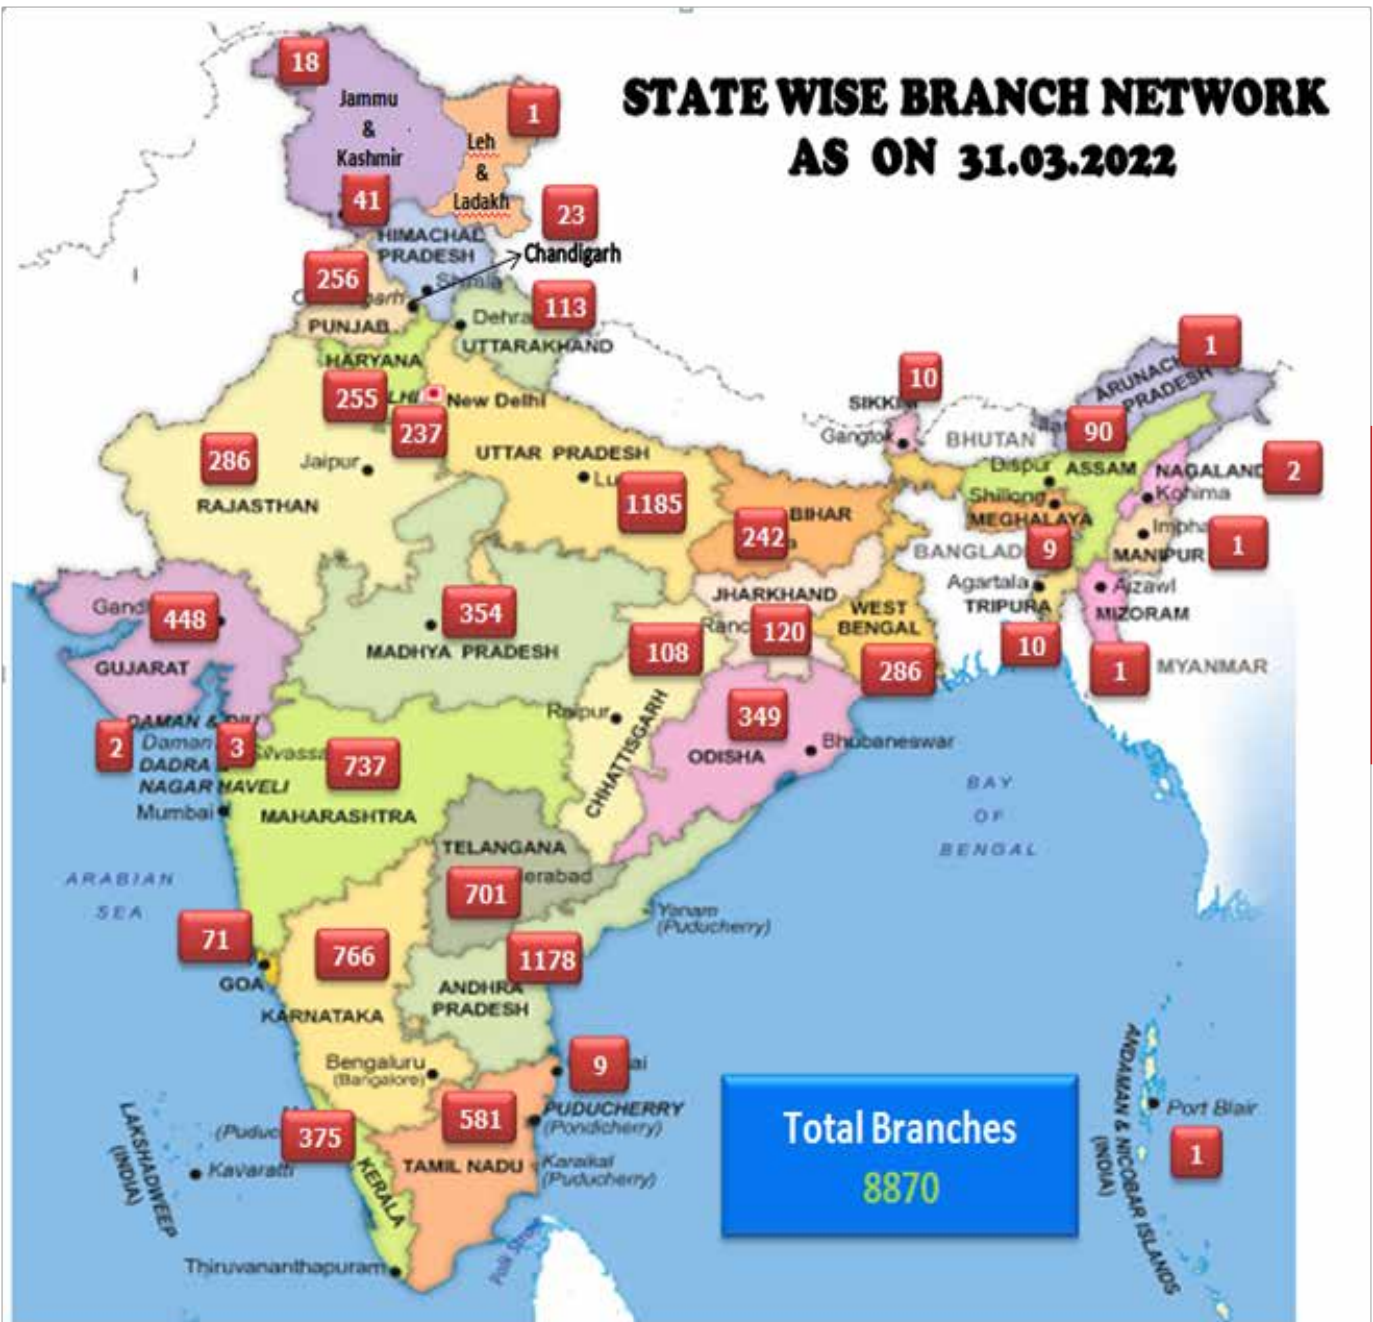 STATE WISE BRANCH NETWORK
AS ON 31.03.2022
18
Jammu
&
Kashmir
1
Leh
&
Ladakh
41
HIMACHAL
PRADESH
23
Chandigarh
256
PUNJAB
113
UTTARAKHAND
HARYANA
255
New Delhi
237
286
Jaipur
RAJASTHAN
UTTAR PRADESH
1185
10
Gangtok
BHUTAN
1
PRADESH
90
Dispur
ASSAM
NAGALAND
2
Kohima
Shillong
MEGHALAYA
MANIPUR
1
9
BIHAR
242
Agartala
TRIPURA
10
Aizawl
MIZORAM
1
MYANMAR
448
GUJARAT
354
MADHYA PRADESH
108
JHARKHAND
120
WEST
BENGAL
286
Raipur
CHHATTISGARH
349
ODISHA
Bhubaneswar
DAMAN & DIU
2
Daman
3
Silvassa
DADRA
NAGAR HAVELI
Mumbai
737
MAHARASHTRA
TELANGANA
701
BAY
OF
BENGAL
ARABIAN
SEA
Yanam
(Puducherry)
71
GOA
766
KARNATAKA
1178
ANDHRA
PRADESH
Bengaluru
(Bangalore)
9
581
PUDUCHERRY
(Pondicherry)
375
KERALA
TAMIL NADU
Karaikal
(Puducherry)
LAKSHADWEEP
(INDIA)
Kavaratti
Thiruvananthapuram
Palk
Total Branches
8870
ANDAMAN & NICOBAR ISLANDS
(INDIA)
Port Blair
1